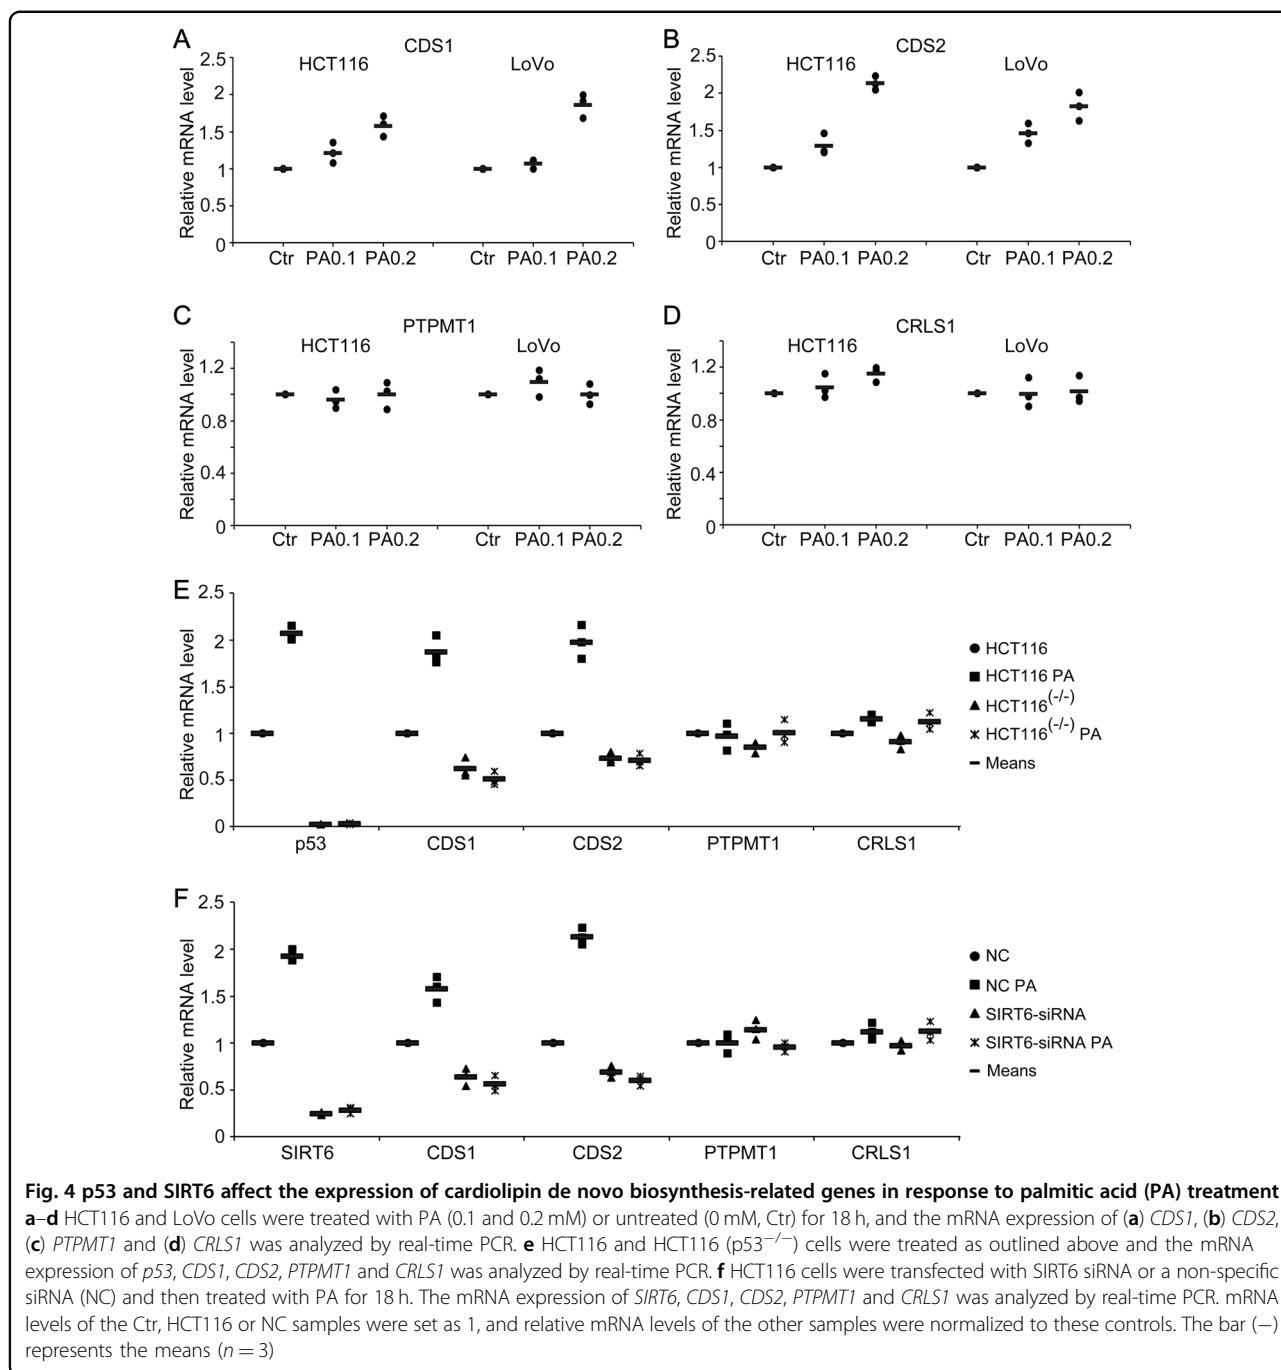 A
CDS1
HCT116
LoVo
Relative mRNA level
2.5
2
1.5
1
0.5
0
Ctr PA0.1 PA0.2 Ctr PA0.1 PA0.2
B
CDS2
HCT116
LoVo
Relative mRNA level
2.5
2
1.5
1
0.5
0
Ctr PA0.1 PA0.2 Ctr PA0.1 PA0.2
C
PTPMT1
HCT116
LoVo
Relative mRNA level
1.2
1
0.8
0.4
0
Ctr PA0.1 PA0.2 Ctr PA0.1 PA0.2
D
CRLS1
HCT116
LoVo
Relative mRNA level
1.2
1
0.8
0.4
0
Ctr PA0.1 PA0.2 Ctr PA0.1 PA0.2
E
Relative mRNA level
2.5
2
1.5
1
0.5
0
p53 CDS1 CDS2 PTPMT1 CRLS1
HCT116
HCT116 PA
HCT116(-/-)
HCT116(-/-) PA
Means
F
Relative mRNA level
2.5
2
1.5
1
0.5
0
SIRT6 CDS1 CDS2 PTPMT1 CRLS1
NC
NC PA
SIRT6-siRNA
SIRT6-siRNA PA
Means
Fig. 4 p53 and SIRT6 affect the expression of cardiolipin de novo biosynthesis-related genes in response to palmitic acid (PA) treatment
a–d HCT116 and LoVo cells were treated with PA (0.1 and 0.2 mM) or untreated (0 mM, Ctr) for 18 h, and the mRNA expression of (a) CDS1, (b) CDS2,
(c) PTPMT1 and (d) CRLS1 was analyzed by real-time PCR. e HCT116 and HCT116 (p53−/−) cells were treated as outlined above and the mRNA
expression of p53, CDS1, CDS2, PTPMT1 and CRLS1 was analyzed by real-time PCR. f HCT116 cells were transfected with SIRT6 siRNA or a non-specific
siRNA (NC) and then treated with PA for 18 h. The mRNA expression of SIRT6, CDS1, CDS2, PTPMT1 and CRLS1 was analyzed by real-time PCR. mRNA
levels of the Ctr, HCT116 or NC samples were set as 1, and relative mRNA levels of the other samples were normalized to these controls. The bar (−)
represents the means (n = 3)